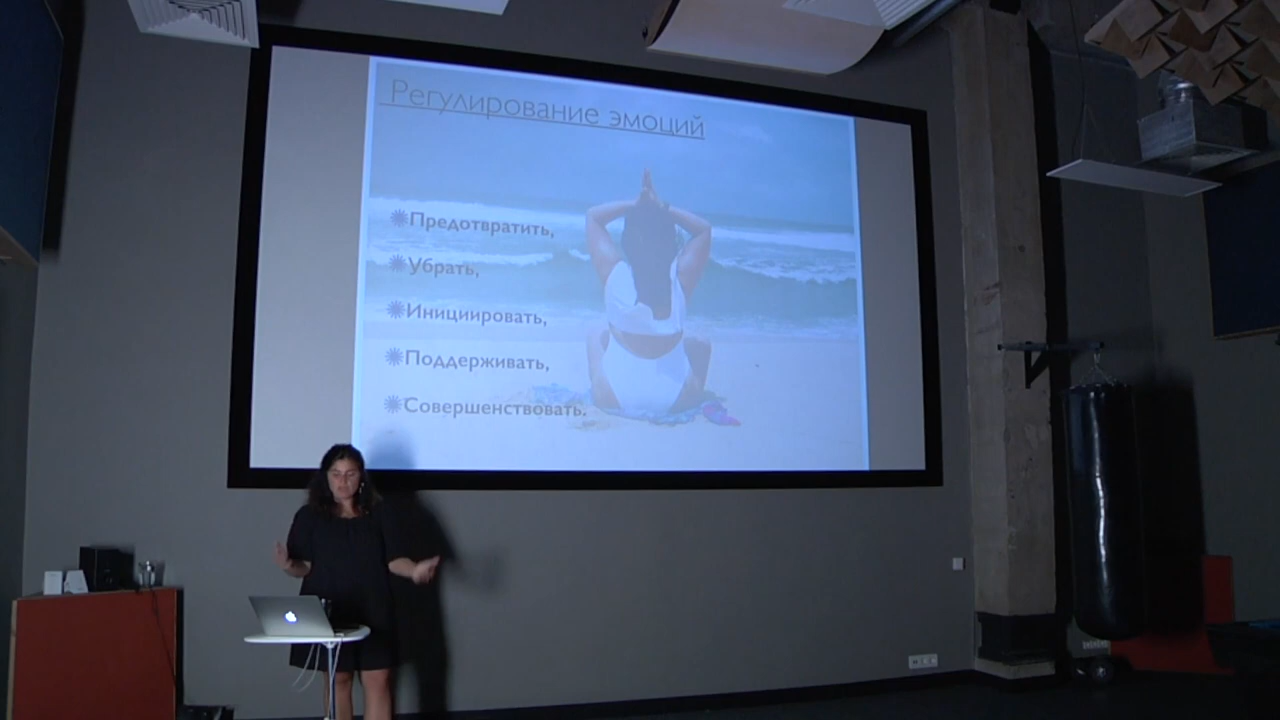 Регулирование эмоций
Предотвратить,
Убрать,
Инициировать,
Поддерживать,
Совершенствовать.